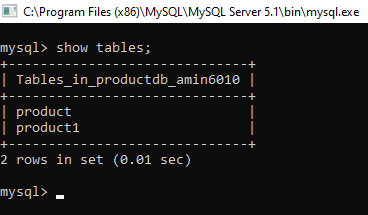 C:\Program Files (x86)\MySQL\MySQL Server 5.1\bin\mysql.exe
mysql> show tables;
+------------------------------+
| Tables_in_productdb_amin6010 |
+------------------------------+
| product                      |
| product1                     |
+------------------------------+
2 rows in set (0.01 sec)
mysql> _